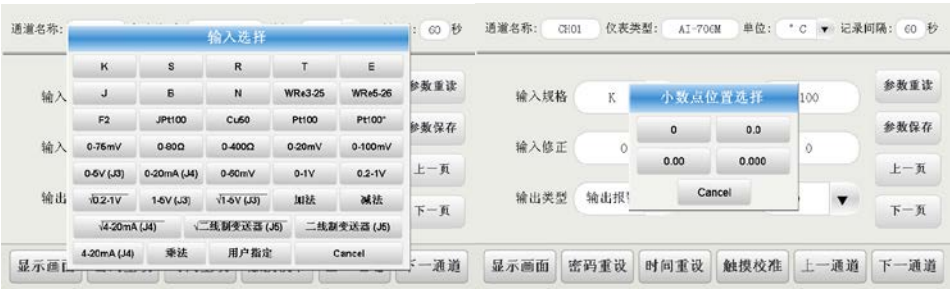 通道名称:
: 60 秒
输入选择
K S R T E
J B N WRe3-25 WRe5-26
F2 JPt100 Cu50 Pt100 Pt100*
0-75mV 0-80Ω 0-400Ω 0-20mV 0-100mV
0-5V (J3) 0-20mA (J4) 0-60mV 0-1V 0.2-1V
√0.2-1V 1-5V (J3) √1-5V (J3) 加法 减法
√4-20mA (J4) √二线制变送器 (J5) 二线制变送器 (J5)
4-20mA (J4) 乘法 用户指定 Cancel
输入
输入
输出
参数重读
参数保存
上一页
下一页
显示画面
下一通道
通道名称: CH01 仪表类型: AI-706M 单位: °C ▼ 记录间隔: 60 秒
输入规格 K 100
输入修正 0 0
输出类型 输出报 ▼
小数点位置选择
0 0.0
0.00 0.000
Cancel
参数重读
参数保存
上一页
下一页
显示画面 密码重设 时间重设 触摸校准 上一通道 下一通道